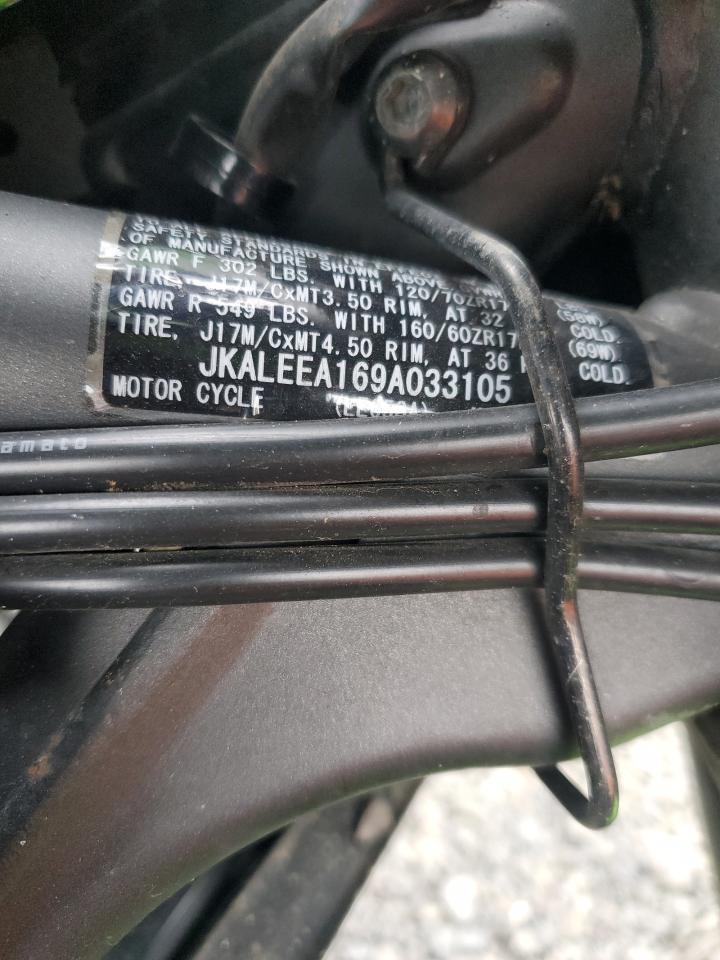 SAFETY STANDARDS IN
OF MANUFACTURE SHOWN ABOVE.
GAWR F 302 LBS. WITH 120/70ZR17
TIRE, J17M/CxMT3.50 RIM, AT 32 COLD.
GAWR R 549 LBS. WITH 160/60ZR17 (69W)
TIRE, J17M/CxMT4.50 RIM, AT 36 COLD.
JKALEEA169A033105
MOTOR CYCLE
amato